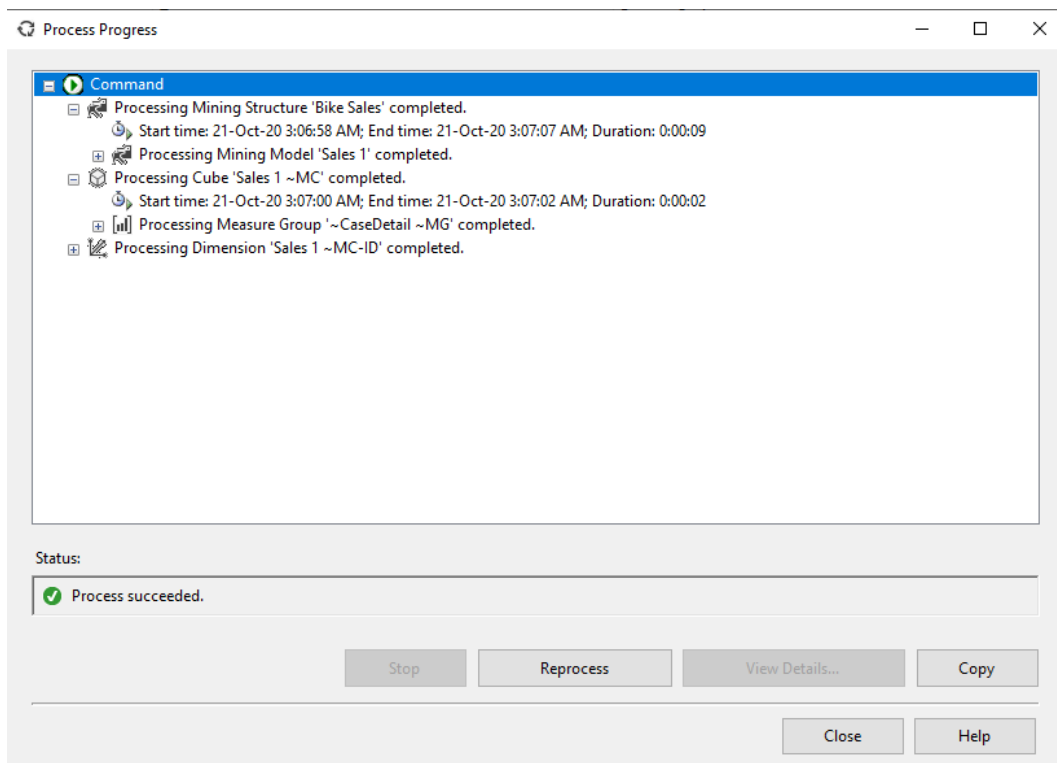 Process Progress
Command
Processing Mining Structure 'Bike Sales' completed.
Start time: 21-Oct-20 3:06:58 AM; End time: 21-Oct-20 3:07:07 AM; Duration: 0:00:09
Processing Mining Model 'Sales 1' completed.
Processing Cube 'Sales 1 ~MC' completed.
Start time: 21-Oct-20 3:07:00 AM; End time: 21-Oct-20 3:07:02 AM; Duration: 0:00:02
Processing Measure Group '~CaseDetail ~MG' completed.
Processing Dimension 'Sales 1 ~MC-ID' completed.
Status:
Process succeeded.
Stop Reprocess View Details... Copy
Close Help